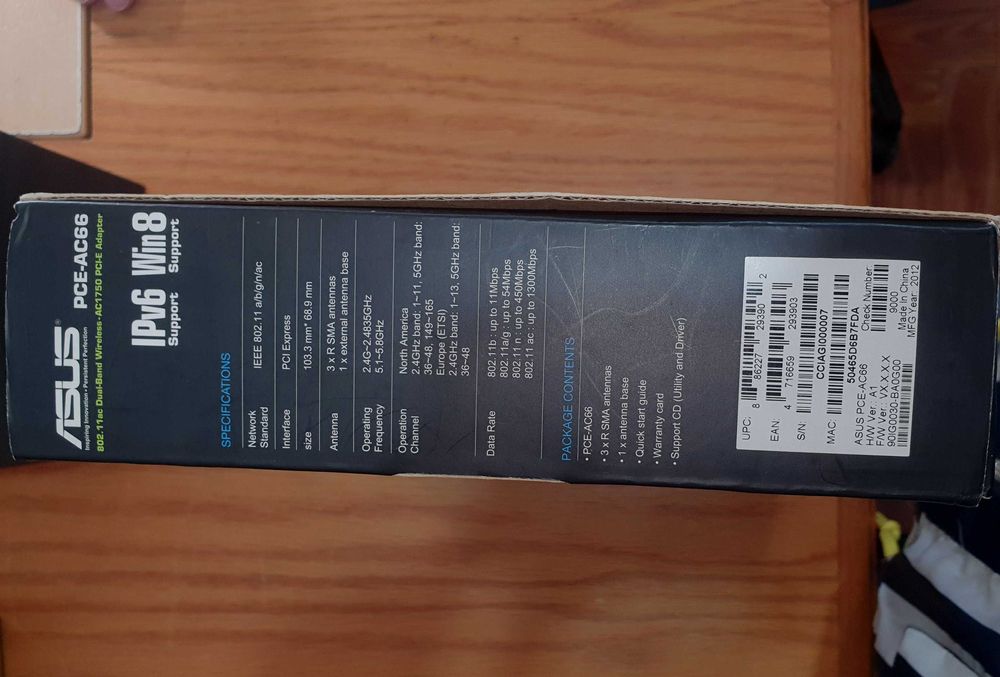 ASUS PCE-AC66
Inspiring Innovation • Persistent Perfection
802.11ac Dual-Band Wireless-AC1750 PCI-E Adapter
IPv6 Win8
Support Support
SPECIFICATIONS
Network Standard IEEE 802.11 a/b/g/n/ac
Interface PCI Express
size 103.3 mm* 68.9 mm
Antenna 3 x R SMA antennas
1 x external antenna base
Operating Frequency 2.4G~2.4835GHz
5.1~5.8GHz
Operation Channel North America
2.4GHz band: 1~11, 5GHz band:
36~48, 149~165
Europe (ETSI)
2.4GHz band: 1~13, 5GHz band:
36~48
Data Rate 802.11b : up to 11Mbps
802.11a/g : up to 54Mbps
802.11 n : up to 450Mbps
802.11 ac : up to 1300Mbps
PACKAGE CONTENTS
• PCE-AC66
• 3 x R SMA antennas
• 1 x antenna base
• Quick start guide
• Warranty card
• Support CD (Utility and Driver)
UPC: 8 86227 29390 2
EAN: 4 716659 293903
S/N: CCIAGI000007
MAC: 50465D6B77FDA
ASUS PCE-AC66 Check Number:
H/W Ver: A1 9000
F/W Ver: VX.X.X.X Made In China
90IG0030-BA0G00 MFG Year: 2012